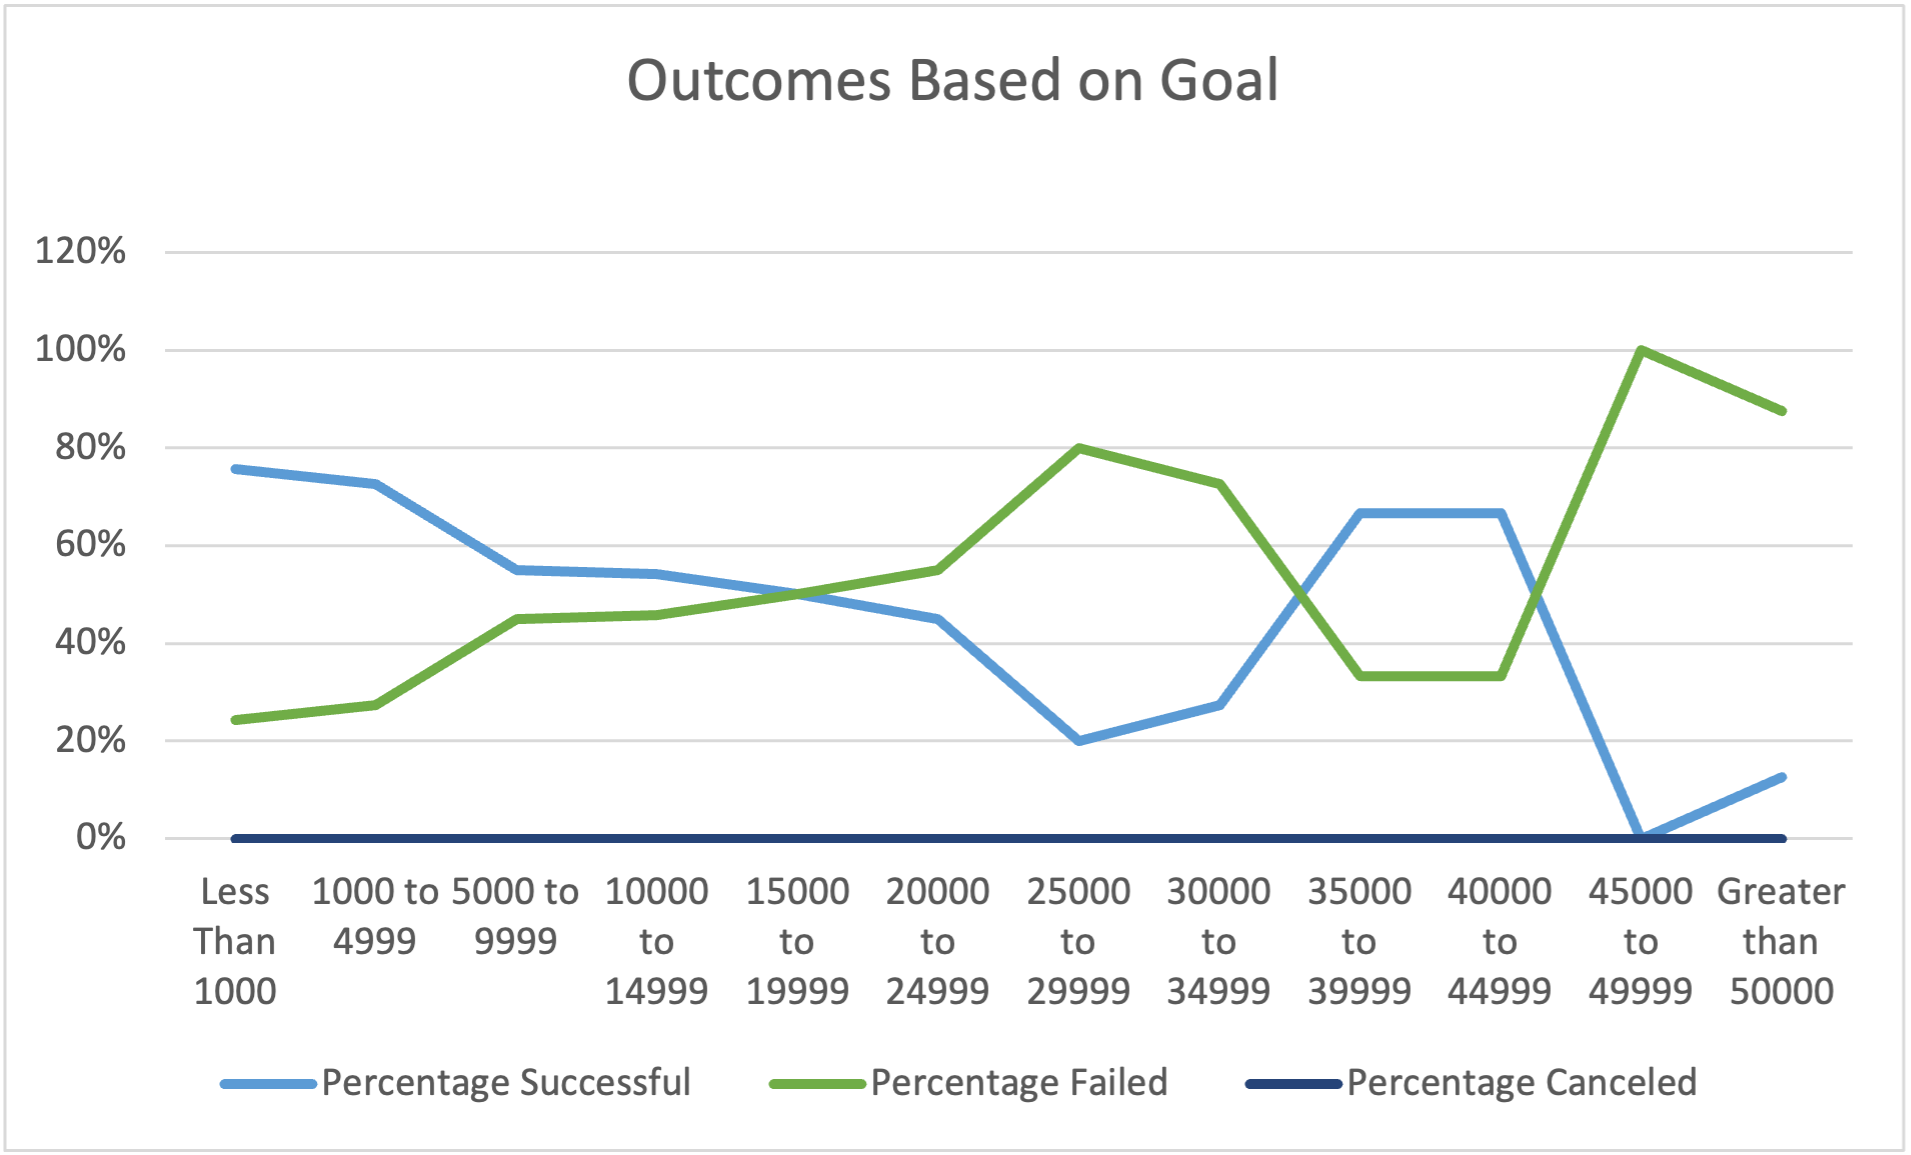 Outcomes Based on Goal
120%
100%
80%
60%
40%
20%
0%
Less
Than
1000
1000 to
4999
5000 to
9999
10000
to
14999
15000
to
19999
20000
to
24999
25000
to
29999
30000
to
34999
35000
to
39999
40000
to
44999
45000
to
49999
Greater
than
50000
Percentage Successful
Percentage Failed
Percentage Canceled